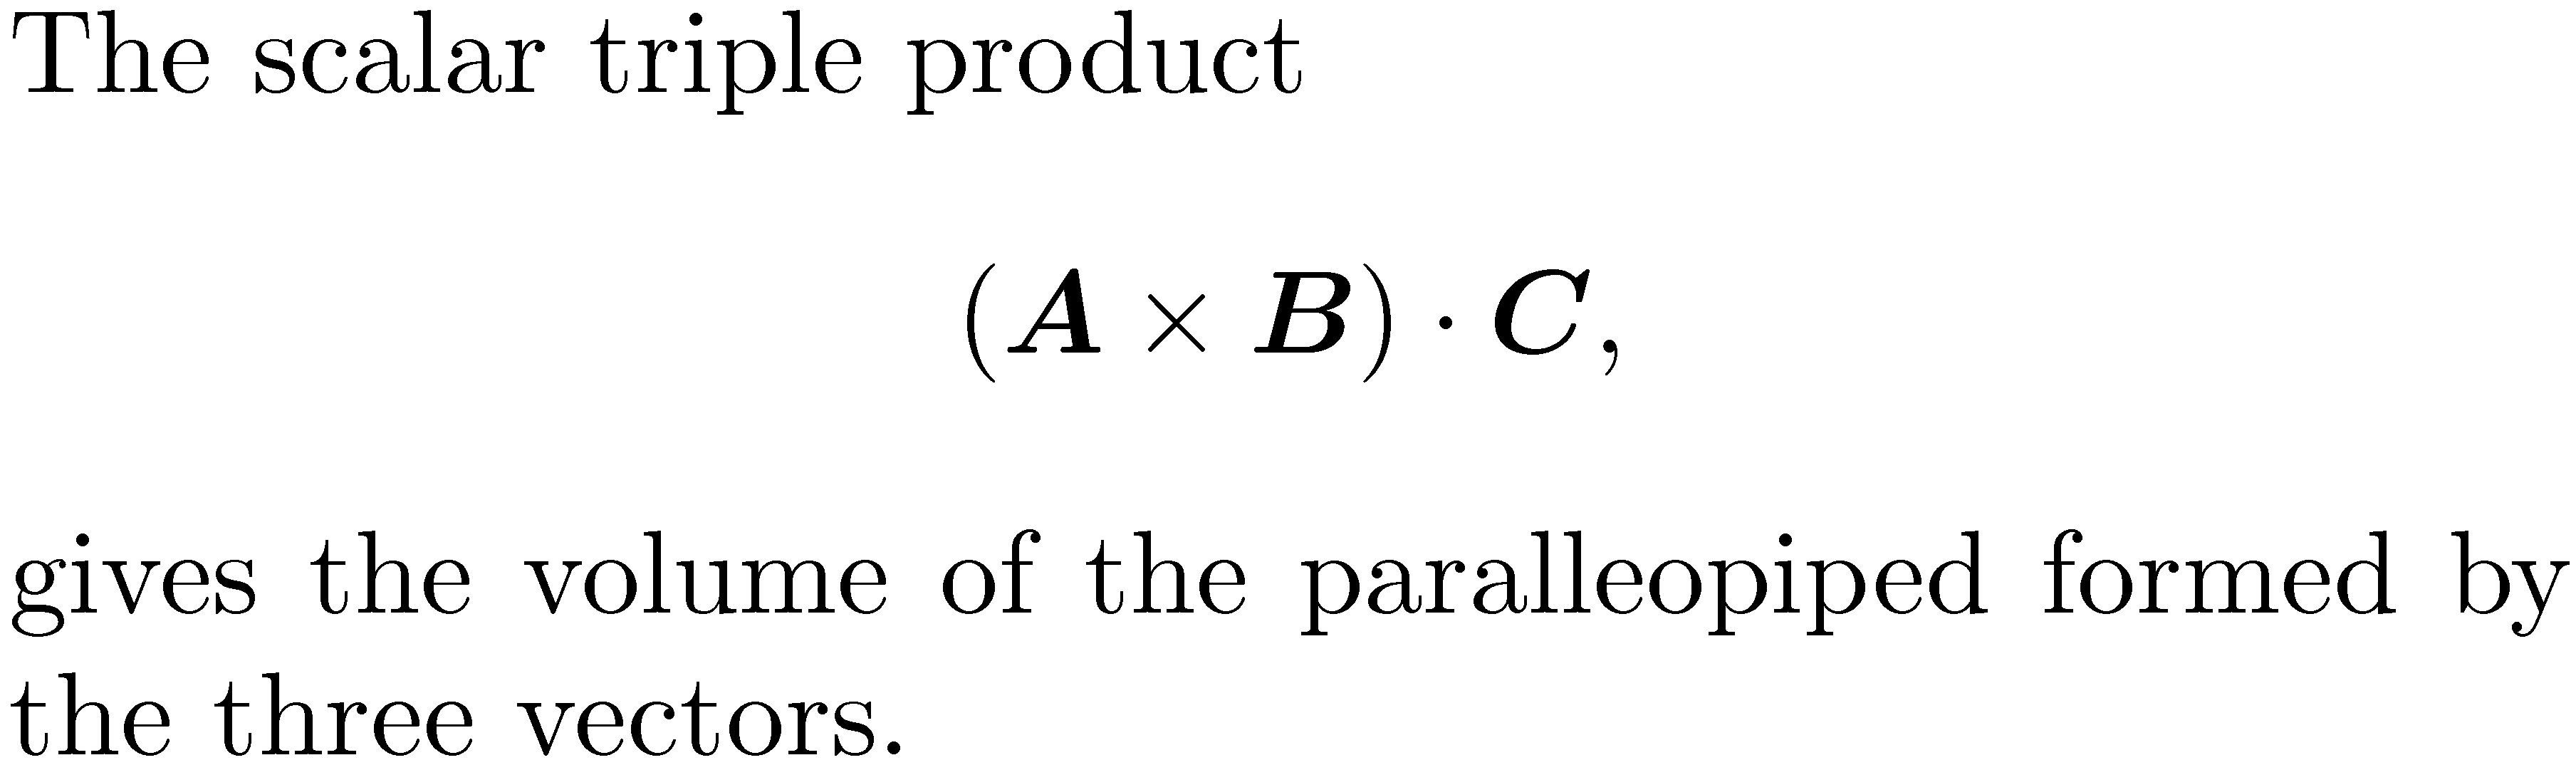 The scalar triple product
(A × B) · C,
gives the volume of the paralleopiped formed by
the three vectors.